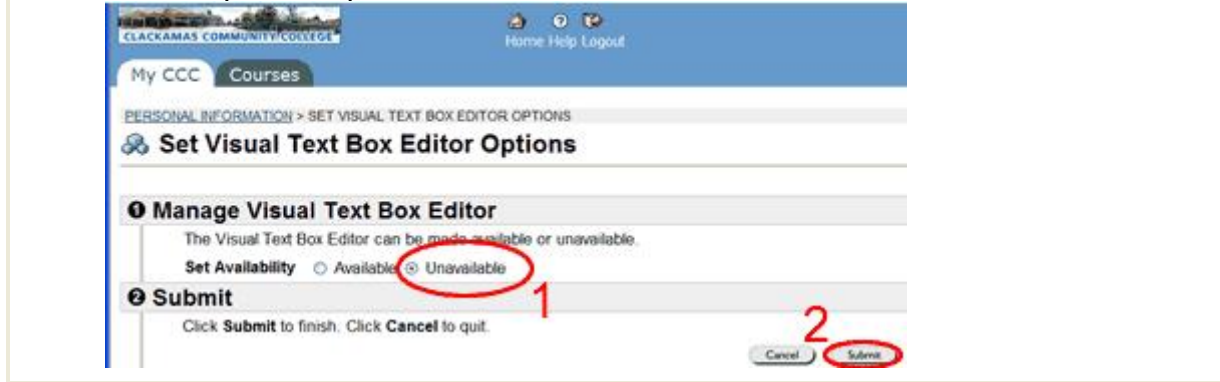 CLACKAMAS COMMUNITY COLLEGE
Home Help Logout
My CCC Courses
PERSONAL INFORMATION > SET VISUAL TEXT BOX EDITOR OPTIONS
Set Visual Text Box Editor Options
1 Manage Visual Text Box Editor
The Visual Text Box Editor can be made available or unavailable.
Set Availability Available Unavailable
1
2 Submit
Click Submit to finish. Click Cancel to quit.
2
Cancel Submit